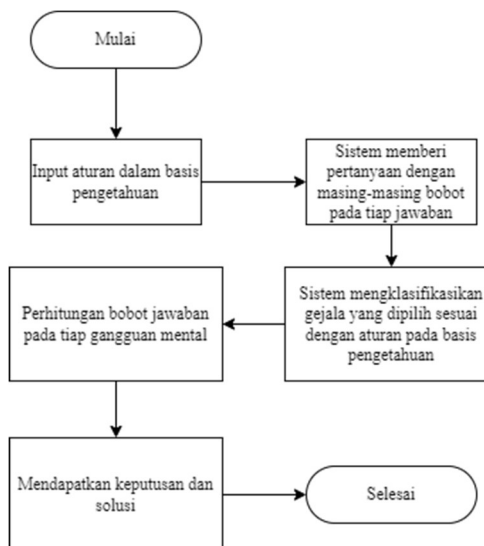 Mulai
Input aturan dalam basis
pengetahuan
Sistem memberi
pertanyaan dengan
masing-masing bobot
pada tiap jawaban
Sistem mengklasifikasikan
gejala yang dipilih sesuai
dengan aturan pada basis
pengetahuan
Perhitungan bobot jawaban
pada tiap gangguan mental
Mendapatkan keputusan dan
solusi
Selesai